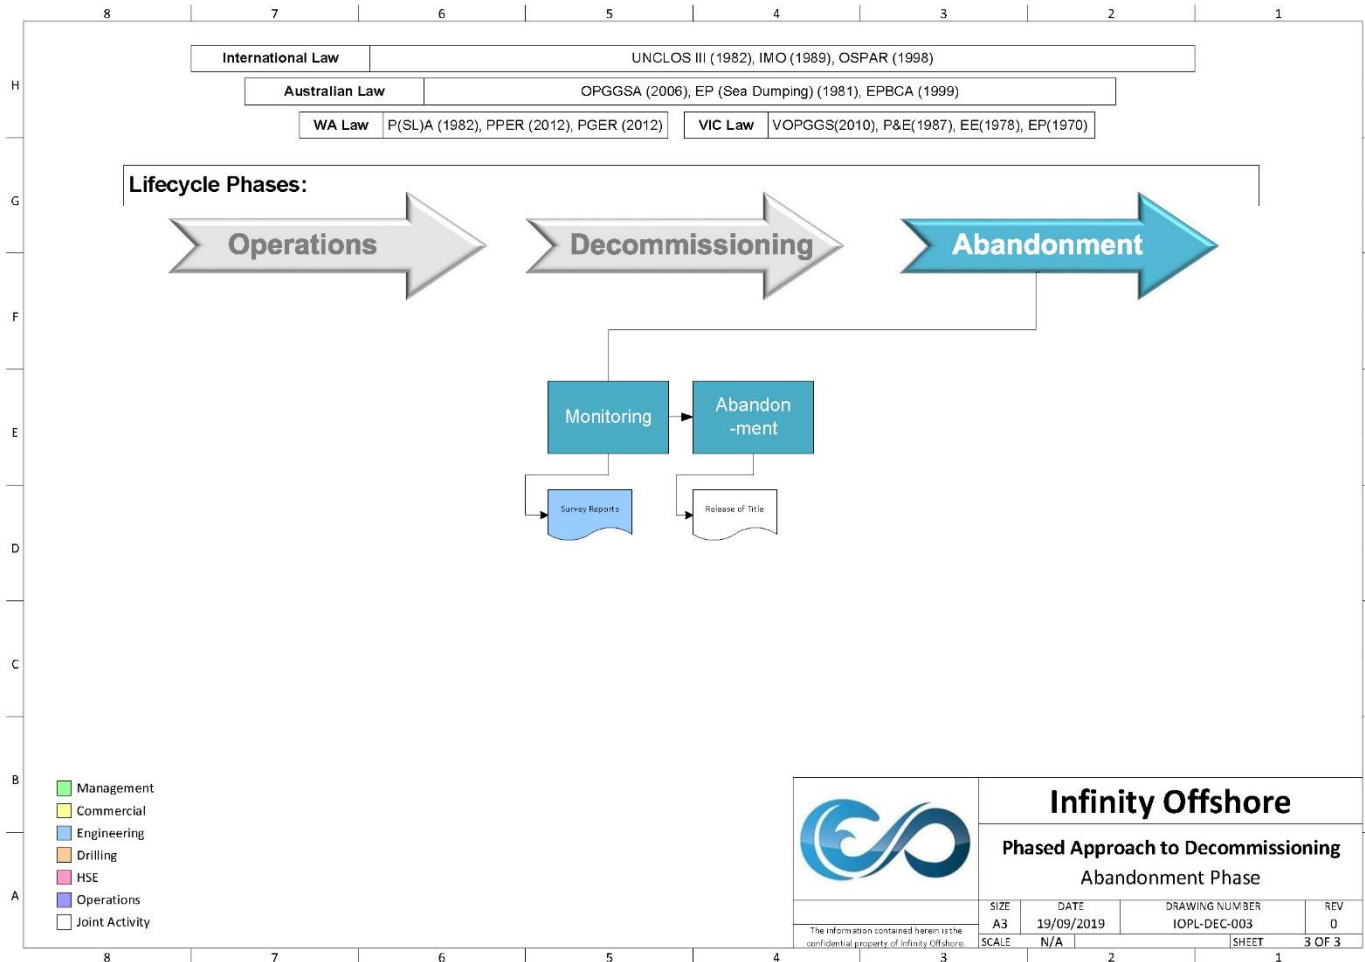 8 7 6 5 4 3 2 1
International Law UNCLOS III (1982), IMO (1989), OSPAR (1998)
H
Australian Law OPGGSA (2006), EP (Sea Dumping) (1981), EPBCA (1999)
WA Law P(SL)A (1982), PPER (2012), PGER (2012) VIC Law VOPGGS(2010), P&E(1987), EE(1978), EP(1970)
Lifecycle Phases:
G
Operations Decommissioning Abandonment
F
Monitoring
Abandon
-ment
E
Survey Reports Release of Title
D
C
B
Management
Commercial
Engineering
Drilling
HSE
A
Operations
Joint Activity
Infinity Offshore
Phased Approach to Decommissioning
Abandonment Phase
SIZE DATE DRAWING NUMBER REV
A3 19/09/2019 IOPL-DEC-003 0
The information contained herein is the
confidential property of Infinity Offshore.
SCALE N/A SHEET 3 OF 3
8 7 6 5 4 3 2 1